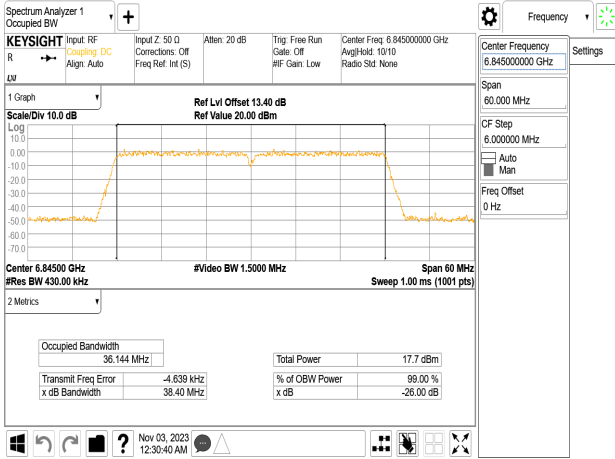 Spectrum Analyzer 1
Occupied BW
Frequency
KEYSIGHT
R
LXI
Input: RF
Coupling: DC
Align: Auto
Input Z: 50 Ω
Corrections: Off
Freq Ref: Int (S)
Atten: 20 dB
Trig: Free Run
Gate: Off
#IF Gain: Low
Center Freq: 6.845000000 GHz
Avg|Hold: 10/10
Radio Std: None
Center Frequency
6.845000000 GHz
Settings
Span
60.000 MHz
CF Step
6.000000 MHz
Auto
Man
Freq Offset
0 Hz
1 Graph
Scale/Div 10.0 dB
Ref Lvl Offset 13.40 dB
Ref Value 20.00 dBm
Log
10.0
0.00
-10.0
-20.0
-30.0
-40.0
-50.0
-60.0
-70.0
Center 6.84500 GHz
#Video BW 1.5000 MHz
Span 60 MHz
#Res BW 430.00 kHz
Sweep 1.00 ms (1001 pts)
2 Metrics
Occupied Bandwidth
36.144 MHz
Total Power 17.7 dBm
Transmit Freq Error -4.639 kHz
% of OBW Power 99.00 %
x dB Bandwidth 38.40 MHz
x dB -26.00 dB
?
Nov 03, 2023
12:30:40 AM